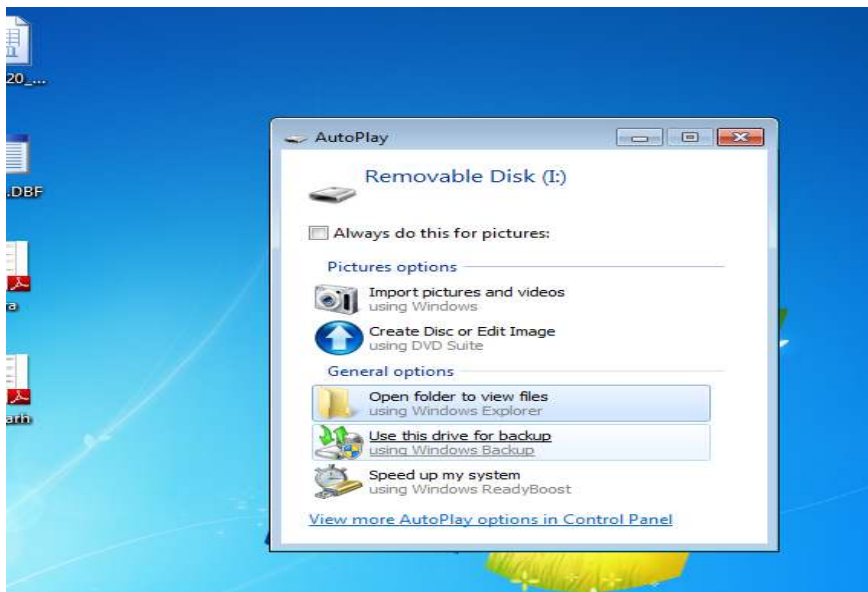 20_...
.DBF
a
arh
AutoPlay
Removable Disk (I:)
Always do this for pictures:
Pictures options
Import pictures and videos
using Windows
Create Disc or Edit Image
using DVD Suite
General options
Open folder to view files
using Windows Explorer
Use this drive for backup
using Windows Backup
Speed up my system
using Windows ReadyBoost
View more AutoPlay options in Control Panel